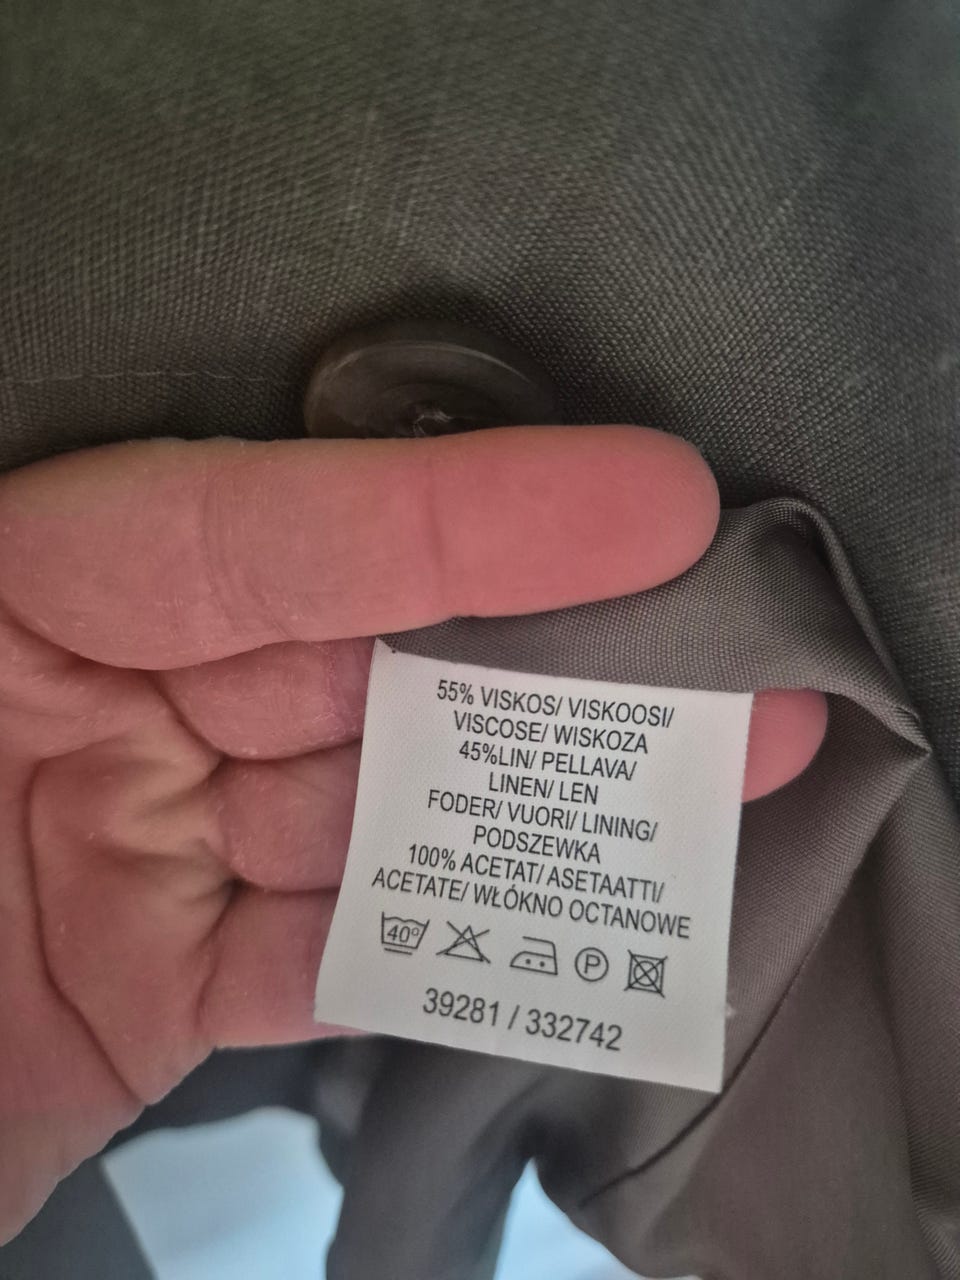 55% VISKOS/ VISKOOSI/
VISCOSE/ WISKOZA
45%LIN/ PELLAVA/
LINEN/ LEN
FODER/ VUORI/ LINING/
PODSZEWKA
100% ACETAT/ ASETAATTI/
ACETATE/ WŁÓKNO OCTANOWE
40° P
39281 / 332742